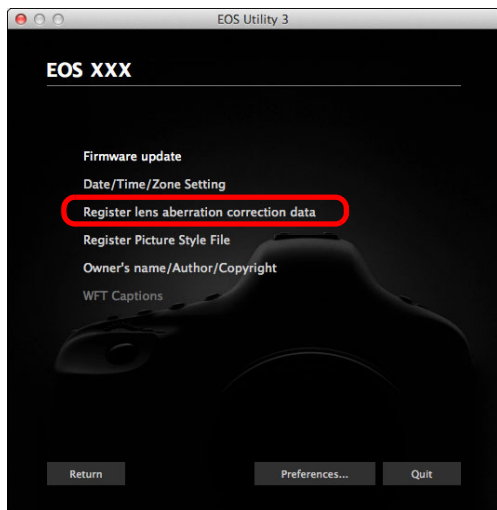 EOS Utility 3
EOS XXX
Firmware update
Date/Time/Zone Setting
Register lens aberration correction data
Register Picture Style File
Owner's name/Author/Copyright
WFT Captions
Return Preferences... Quit